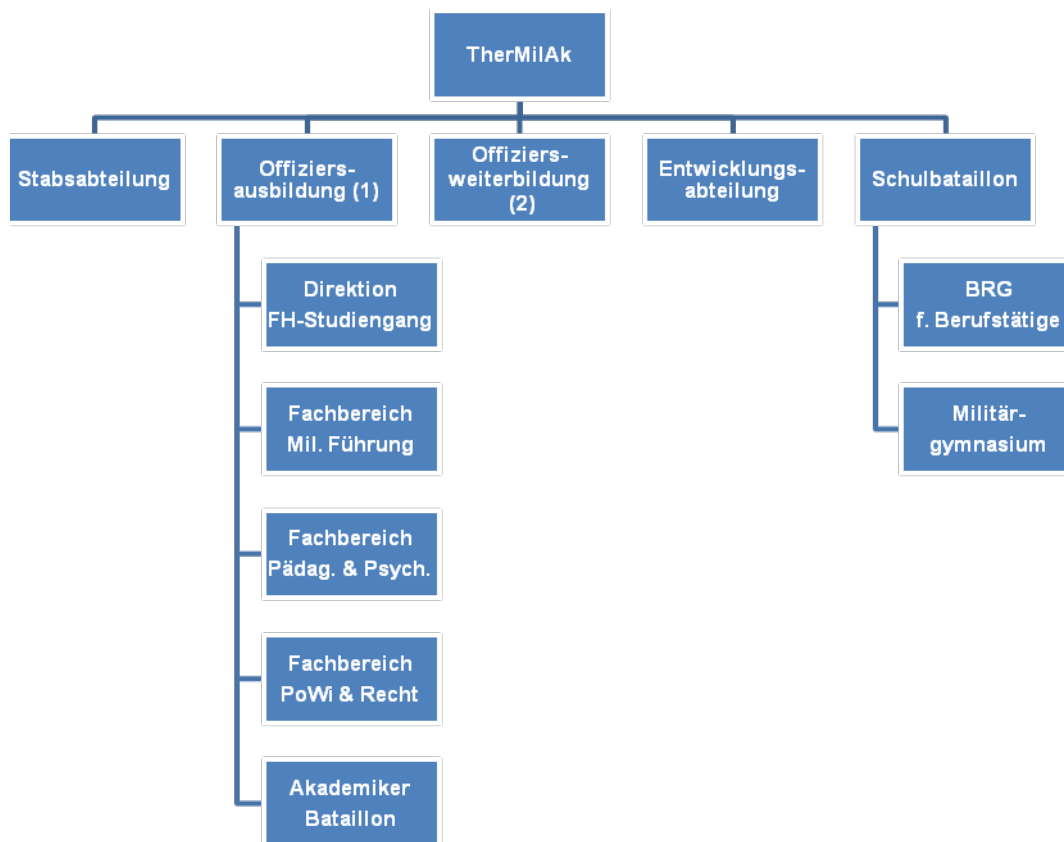 TherMilAk
Stabsabteilung
Offiziers-
ausbildung (1)
Offiziers-
weiterbildung
(2)
Entwicklungs-
abteilung
Schulbataillon
Direktion
FH-Studiengang
Fachbereich
Mil. Führung
Fachbereich
Pädag. & Psych.
Fachbereich
PoWi & Recht
Akademiker
Bataillon
BRG
f. Berufstätige
Militär-
gymnasium